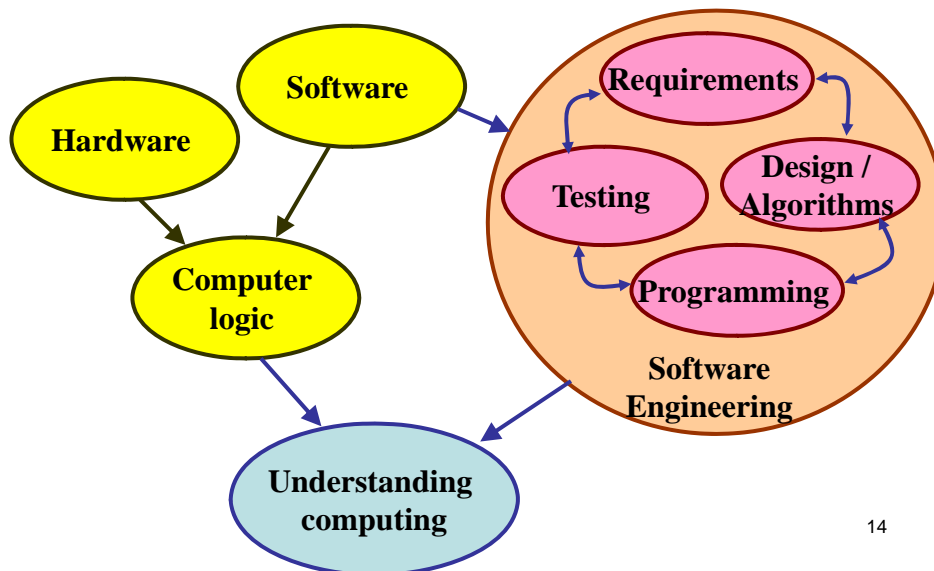 Software
Hardware
Computer
logic
Requirements
Design /
Algorithms
Testing
Programming
Software
Engineering
Understanding
computing
14